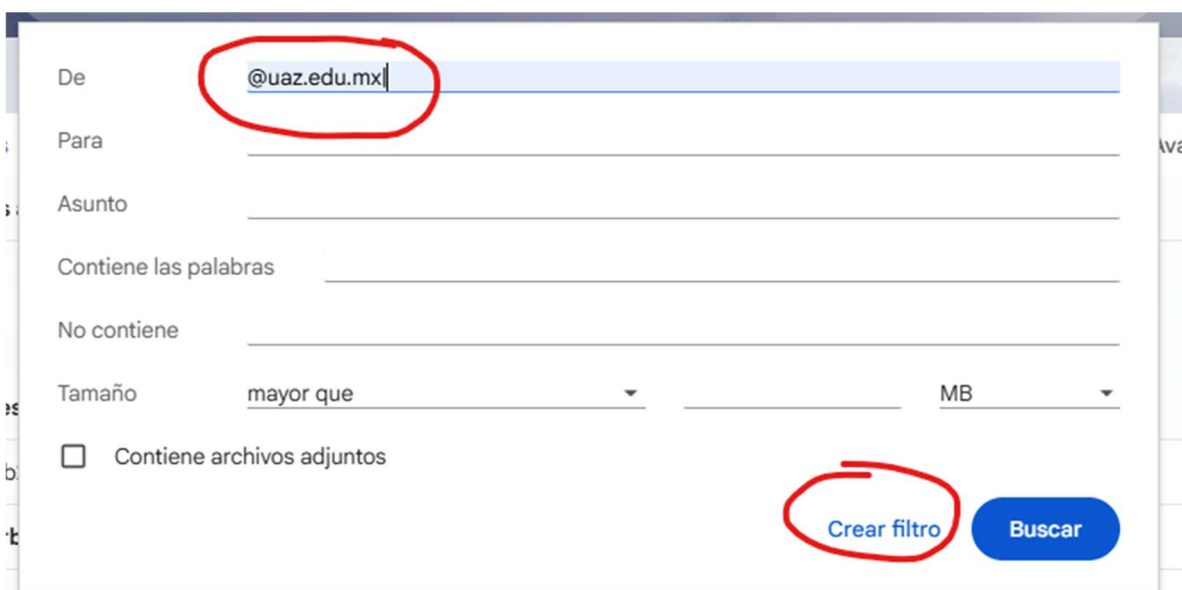 De @uaz.edu.mx
Para
Asunto
Contiene las palabras
No contiene
Tamaño mayor que MB
Contiene archivos adjuntos
Crear filtro Buscar